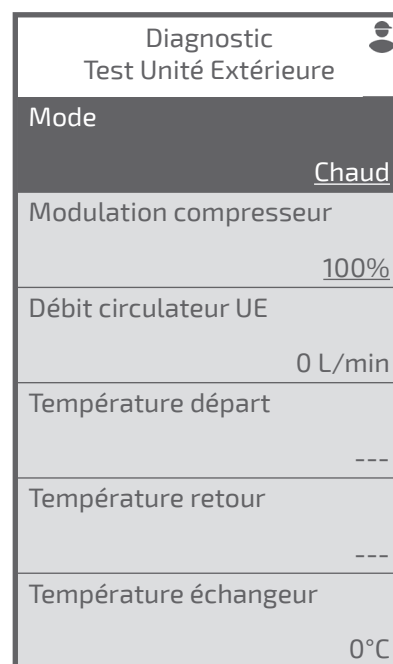 Diagnostic
Test Unité Extérieure
Mode
Chaud
Modulation compresseur
100%
Débit circulateur UE
0 L/min
Température départ
---
Température retour
---
Température échangeur
0°C